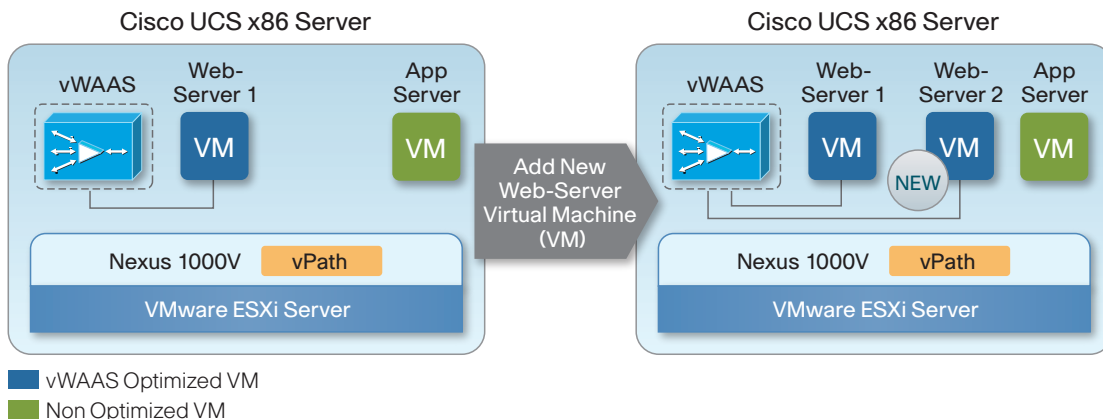 Cisco UCS x86 Server
vWAAS
Web-
Server 1
App
Server
VM
VM
Nexus 1000V
vPath
VMware ESXi Server
Add New
Web-Server
Virtual Machine
(VM)
Cisco UCS x86 Server
vWAAS
Web-
Server 1
Web-
Server 2
App
Server
VM
VM
VM
NEW
Nexus 1000V
vPath
VMware ESXi Server
vWAAS Optimized VM
Non Optimized VM